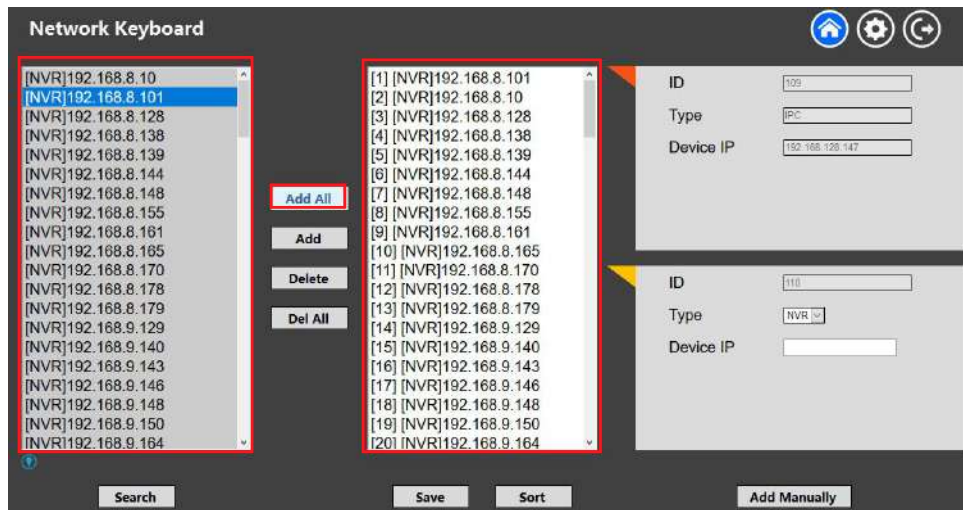 Network Keyboard
[NVR]192.168.8.10
[NVR]192.168.8.101
[NVR]192.168.8.128
[NVR]192.168.8.138
[NVR]192.168.8.139
[NVR]192.168.8.144
[NVR]192.168.8.148
[NVR]192.168.8.155
[NVR]192.168.8.161
[NVR]192.168.8.165
[NVR]192.168.8.170
[NVR]192.168.8.178
[NVR]192.168.8.179
[NVR]192.168.9.129
[NVR]192.168.9.140
[NVR]192.168.9.143
[NVR]192.168.9.146
[NVR]192.168.9.148
[NVR]192.168.9.150
[NVR]192.168.9.164
Add All
Add
Delete
Del All
[1] [NVR]192.168.8.101
[2] [NVR]192.168.8.10
[3] [NVR]192.168.8.128
[4] [NVR]192.168.8.138
[5] [NVR]192.168.8.139
[6] [NVR]192.168.8.144
[7] [NVR]192.168.8.148
[8] [NVR]192.168.8.155
[9] [NVR]192.168.8.161
[10] [NVR]192.168.8.165
[11] [NVR]192.168.8.170
[12] [NVR]192.168.8.178
[13] [NVR]192.168.8.179
[14] [NVR]192.168.9.129
[15] [NVR]192.168.9.140
[16] [NVR]192.168.9.143
[17] [NVR]192.168.9.146
[18] [NVR]192.168.9.148
[19] [NVR]192.168.9.150
[20] [NVR]192.168.9.164
ID 109
Type IPC
Device IP 192.168.128.147
ID 110
Type NVR
Device IP
Search
Save
Sort
Add Manually